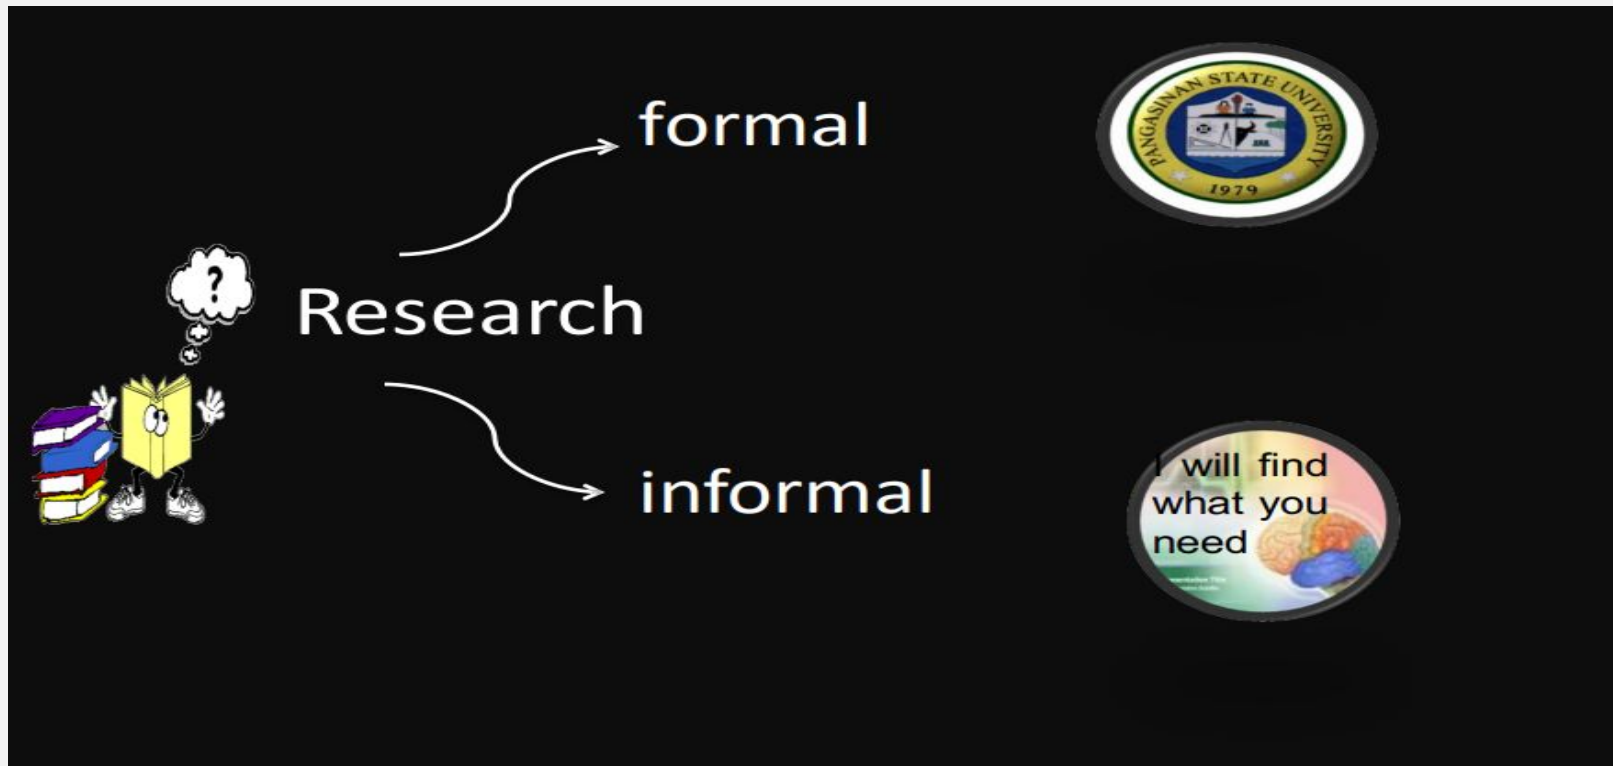 formal
PANGASINAN STATE UNIVERSITY
1979
?
Research
informal
I will find
what you
need